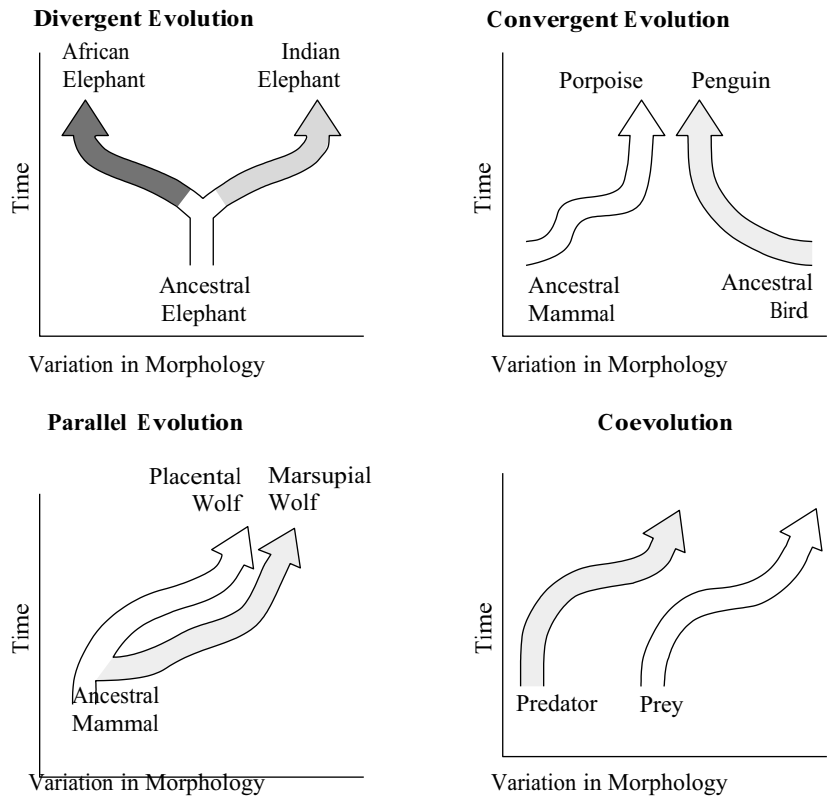 Divergent Evolution
African
Elephant
Indian
Elephant
Time
Ancestral
Elephant
Variation in Morphology
Convergent Evolution
Porpoise
Penguin
Time
Ancestral
Mammal
Ancestral
Bird
Variation in Morphology
Parallel Evolution
Placental
Wolf
Marsupial
Wolf
Time
Ancestral
Mammal
Variation in Morphology
Coevolution
Time
Predator
Prey
Variation in Morphology